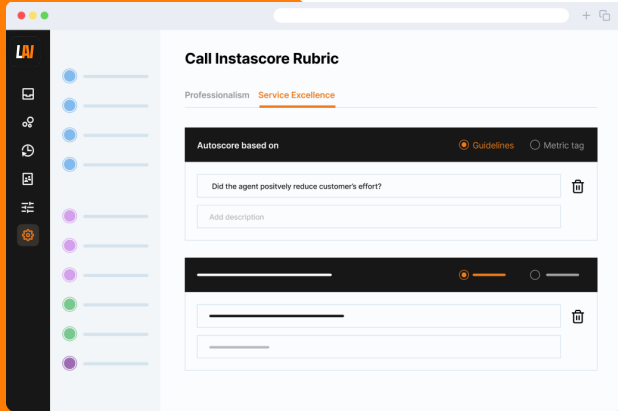 LAI
Call Instascore Rubric
Professionalism Service Excellence
Autoscore based on Guidelines Metric tag
Did the agent positvely reduce customer's effort?
Add description